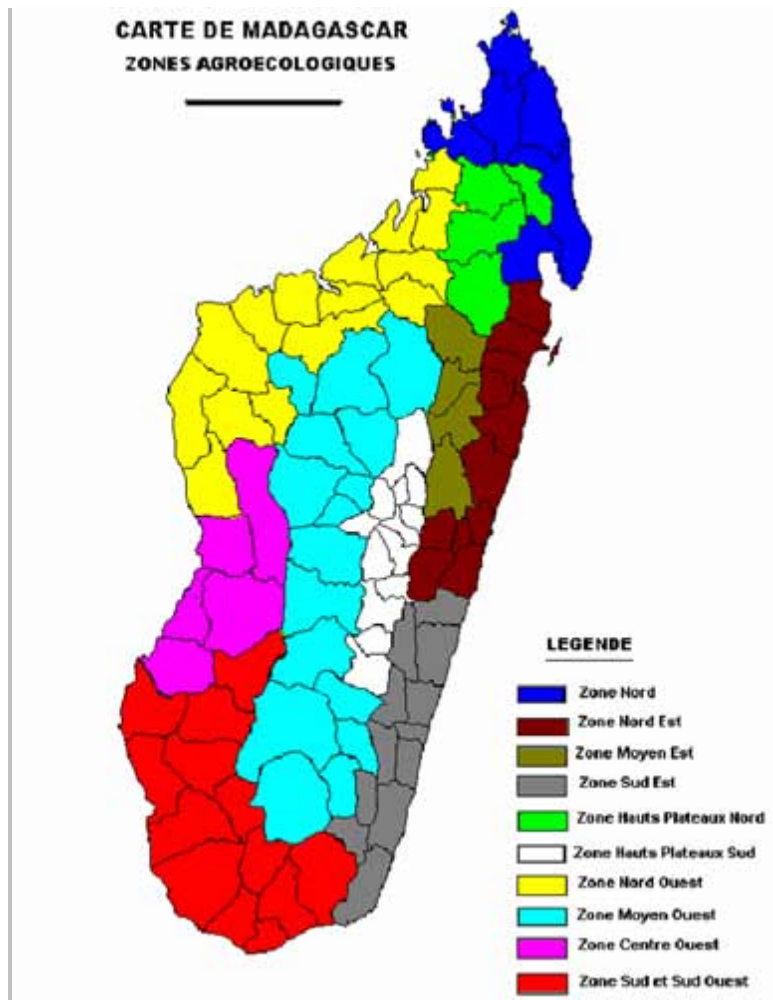 CARTE DE MADAGASCAR
ZONES AGROECOLOGIQUES
LEGENDE
Zone Nord
Zone Nord Est
Zone Moyen Est
Zone Sud Est
Zone Hauts Plateaux Nord
Zone Hauts Plateaux Sud
Zone Nord Ouest
Zone Moyen Ouest
Zone Centre Ouest
Zone Sud et Sud Ouest